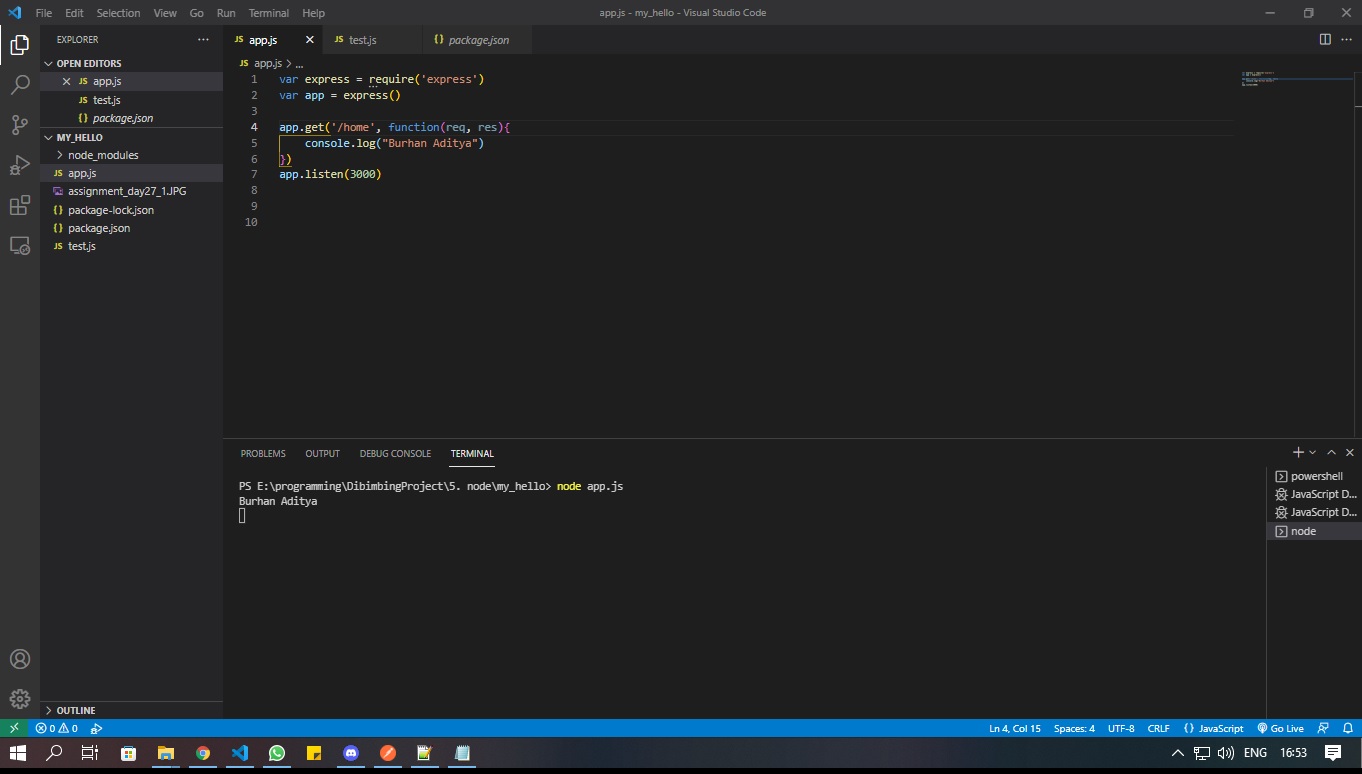 File Edit Selection View Go Run Terminal Help
app.js - my_hello - Visual Studio Code
EXPLORER
OPEN EDITORS
JS app.js
JS test.js
{} package.json
MY_HELLO
node_modules
JS app.js
assignment_day27_1.JPG
{} package-lock.json
{} package.json
JS test.js
OUTLINE
JS app.js
JS test.js
{} package.json
JS app.js > ...
1 var express = require('express')
2 var app = express()
3
4 app.get('/home', function(req, res){
5 console.log("Burhan Aditya")
6 })
7 app.listen(3000)
8
9
10
PROBLEMS OUTPUT DEBUG CONSOLE TERMINAL
PS E:\programming\DibimbingProject\5. node\my_hello> node app.js
Burhan Aditya
powershell
JavaScript D...
JavaScript D...
node
0 0
Ln 4, Col 15 Spaces: 4 UTF-8 CRLF {} JavaScript Go Live
ENG 16:53